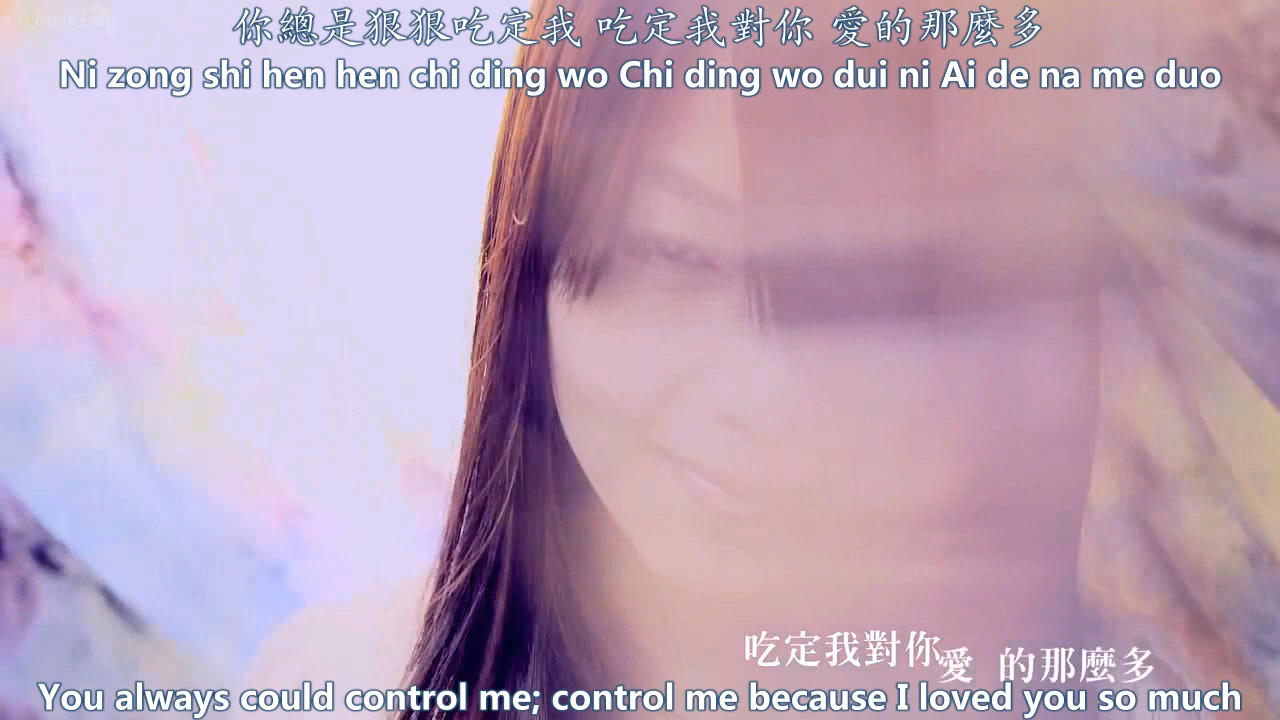 你總是狠狠吃定我 吃定我對你 愛的那麼多
Ni zong shi hen hen chi ding wo Chi ding wo dui ni Ai de na me duo
吃定我對你愛 的那麼多
You always could control me; control me because I loved you so much